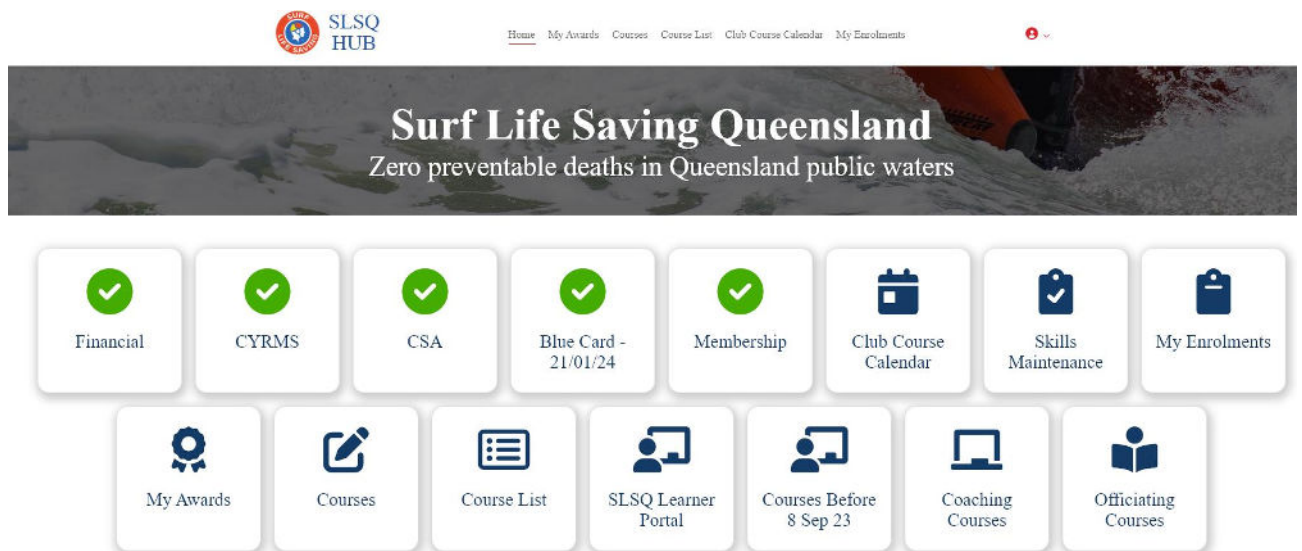 SURF
LIFE SAVING
SLSQ
HUB
Home My Awards Courses Course List Club Course Calendar My Enrolments
Surf Life Saving Queensland
Zero preventable deaths in Queensland public waters
Financial
CYRMS
CSA
Blue Card -
21/01/24
Membership
Club Course
Calendar
Skills
Maintenance
My Enrolments
My Awards
Courses
Course List
SLSQ Learner
Portal
Courses Before
8 Sep 23
Coaching
Courses
Officiating
Courses